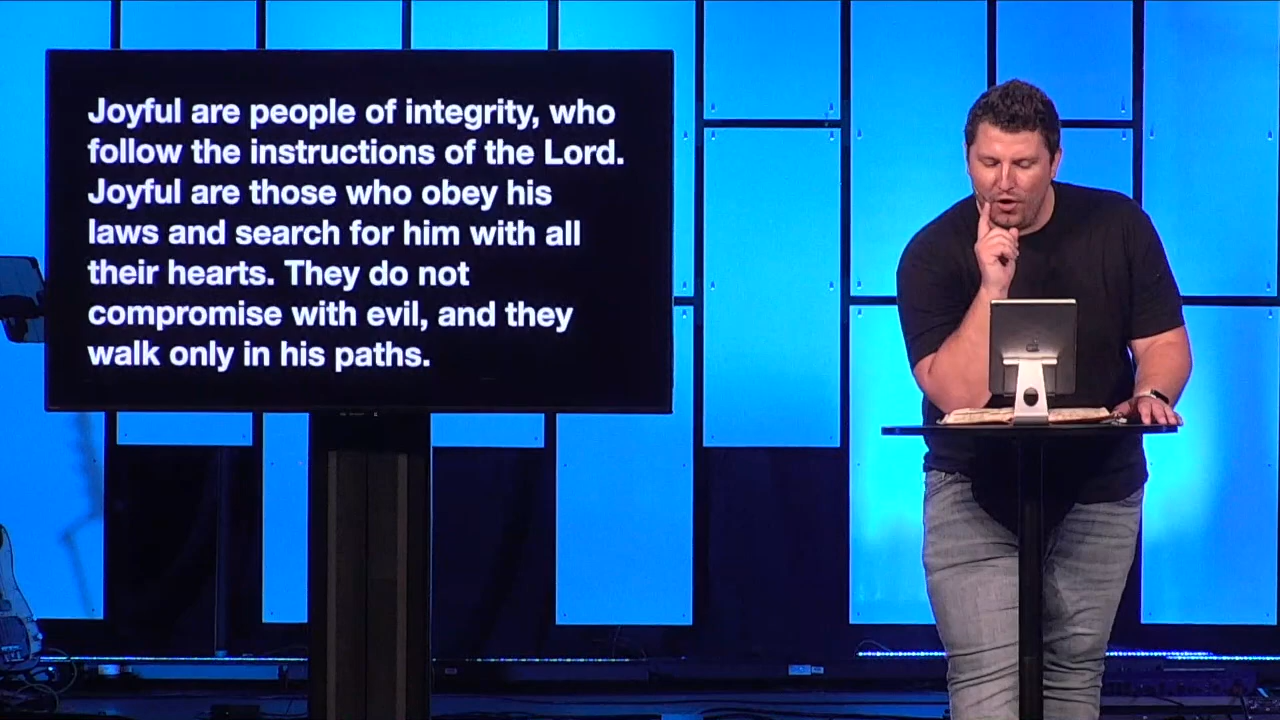 Joyful are people of integrity, who
follow the instructions of the Lord.
Joyful are those who obey his
laws and search for him with all
their hearts. They do not
compromise with evil, and they
walk only in his paths.